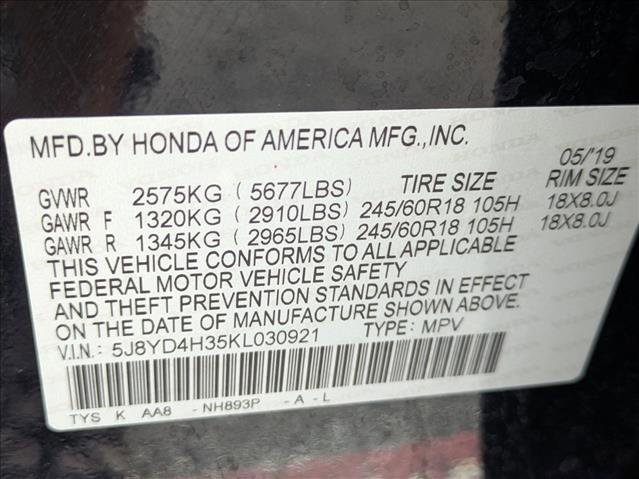 MFD.BY HONDA OF AMERICA MFG.,INC.
05/'19
GVWR 2575KG (5677LBS) TIRE SIZE RIM SIZE
GAWR F 1320KG (2910LBS) 245/60R18 105H 18X8.0J
GAWR R 1345KG (2965LBS) 245/60R18 105H 18X8.0J
THIS VEHICLE CONFORMS TO ALL APPLICABLE
FEDERAL MOTOR VEHICLE SAFETY
AND THEFT PREVENTION STANDARDS IN EFFECT
ON THE DATE OF MANUFACTURE SHOWN ABOVE.
V.I.N.: 5J8YD4H35KL030921 TYPE: MPV
TYS K AA8 - NH893P - A - L